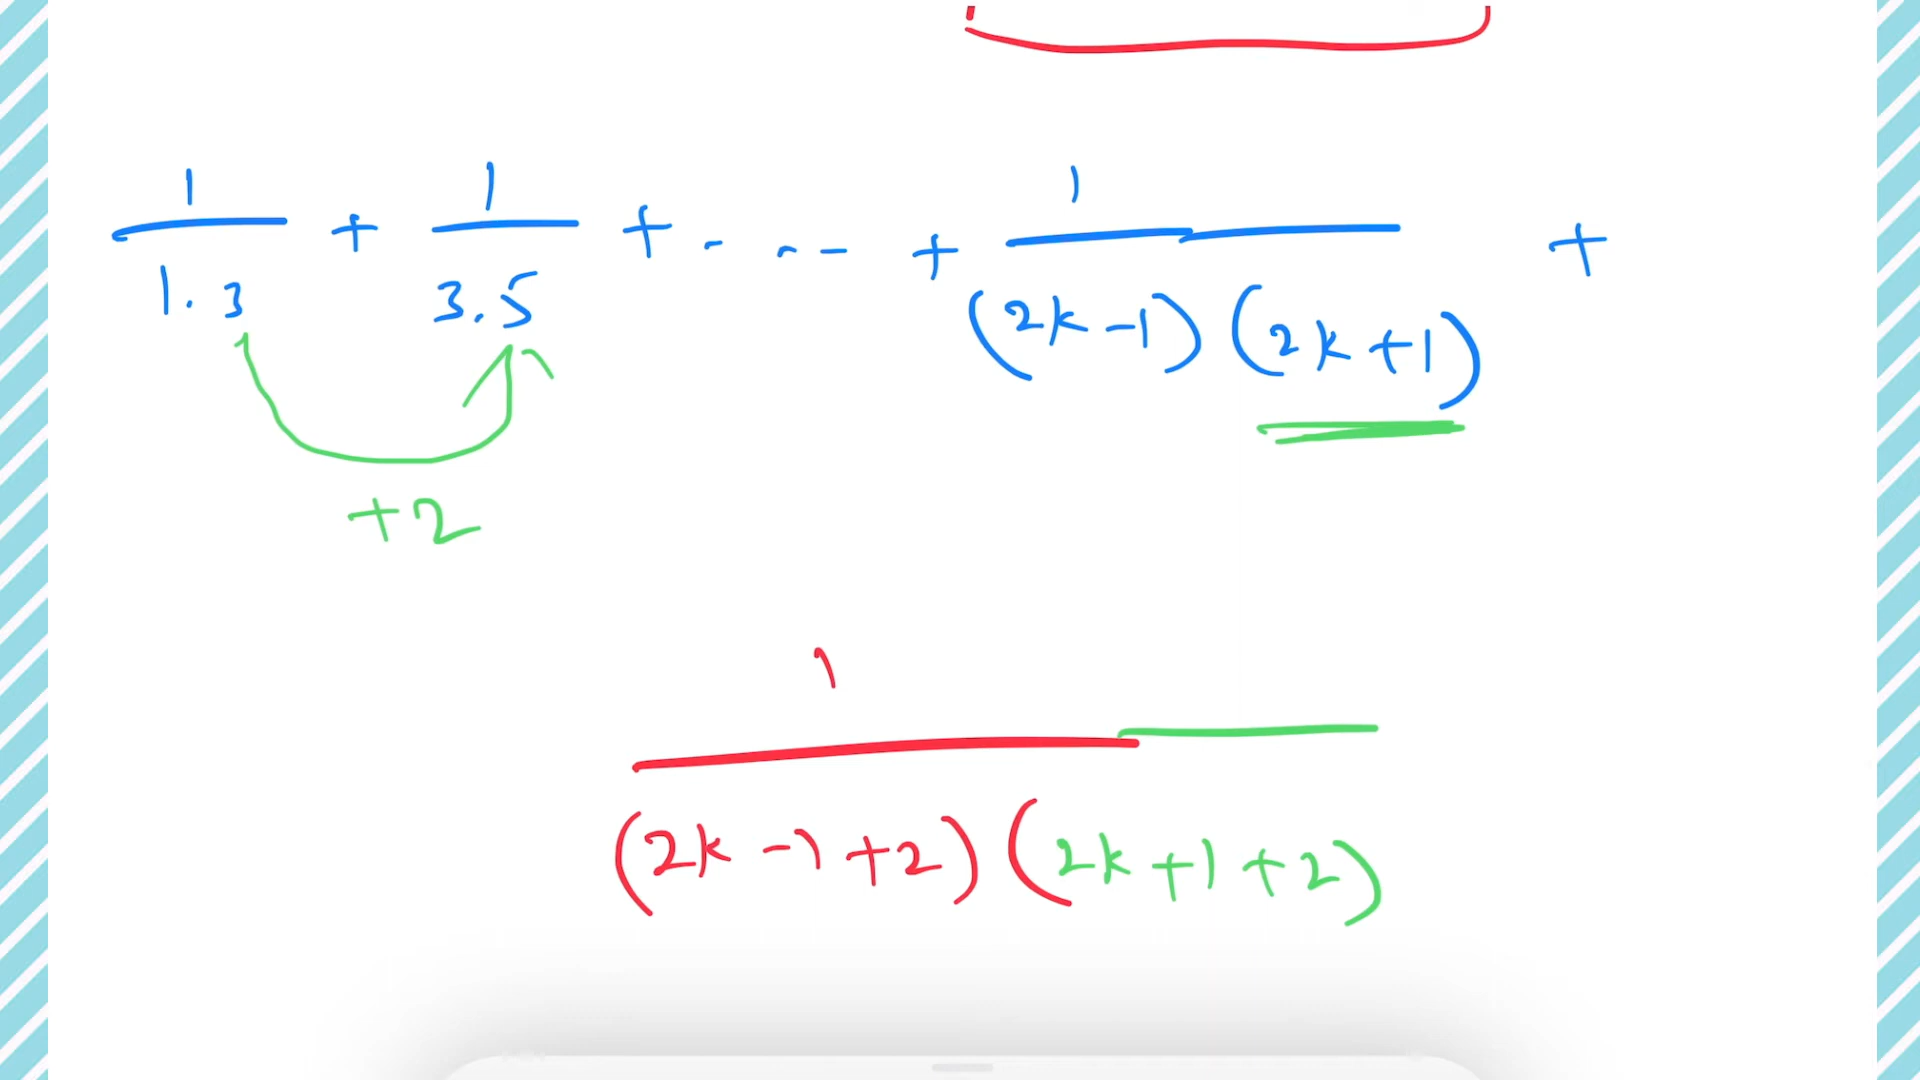 1/1.3 + 1/3.5 + - - - + 1/(2k-1)(2k+1) +
+2
1/(2k-1+2)(2k+1+2)